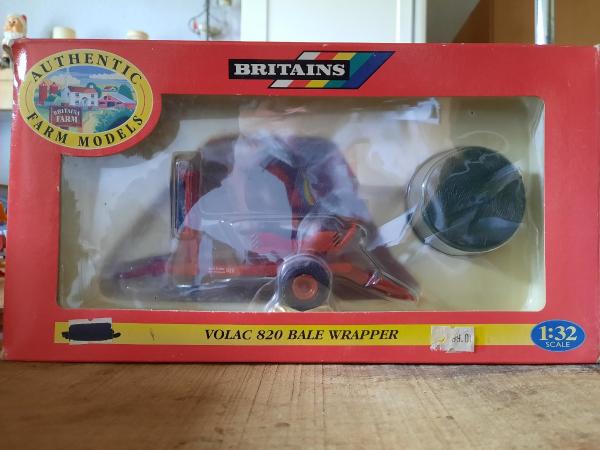 AUTHENTIC
FARM MODELS
BRITAINS
FARM
BRITAINS
VOLAC 820 BALE WRAPPER
1:32
SCALE